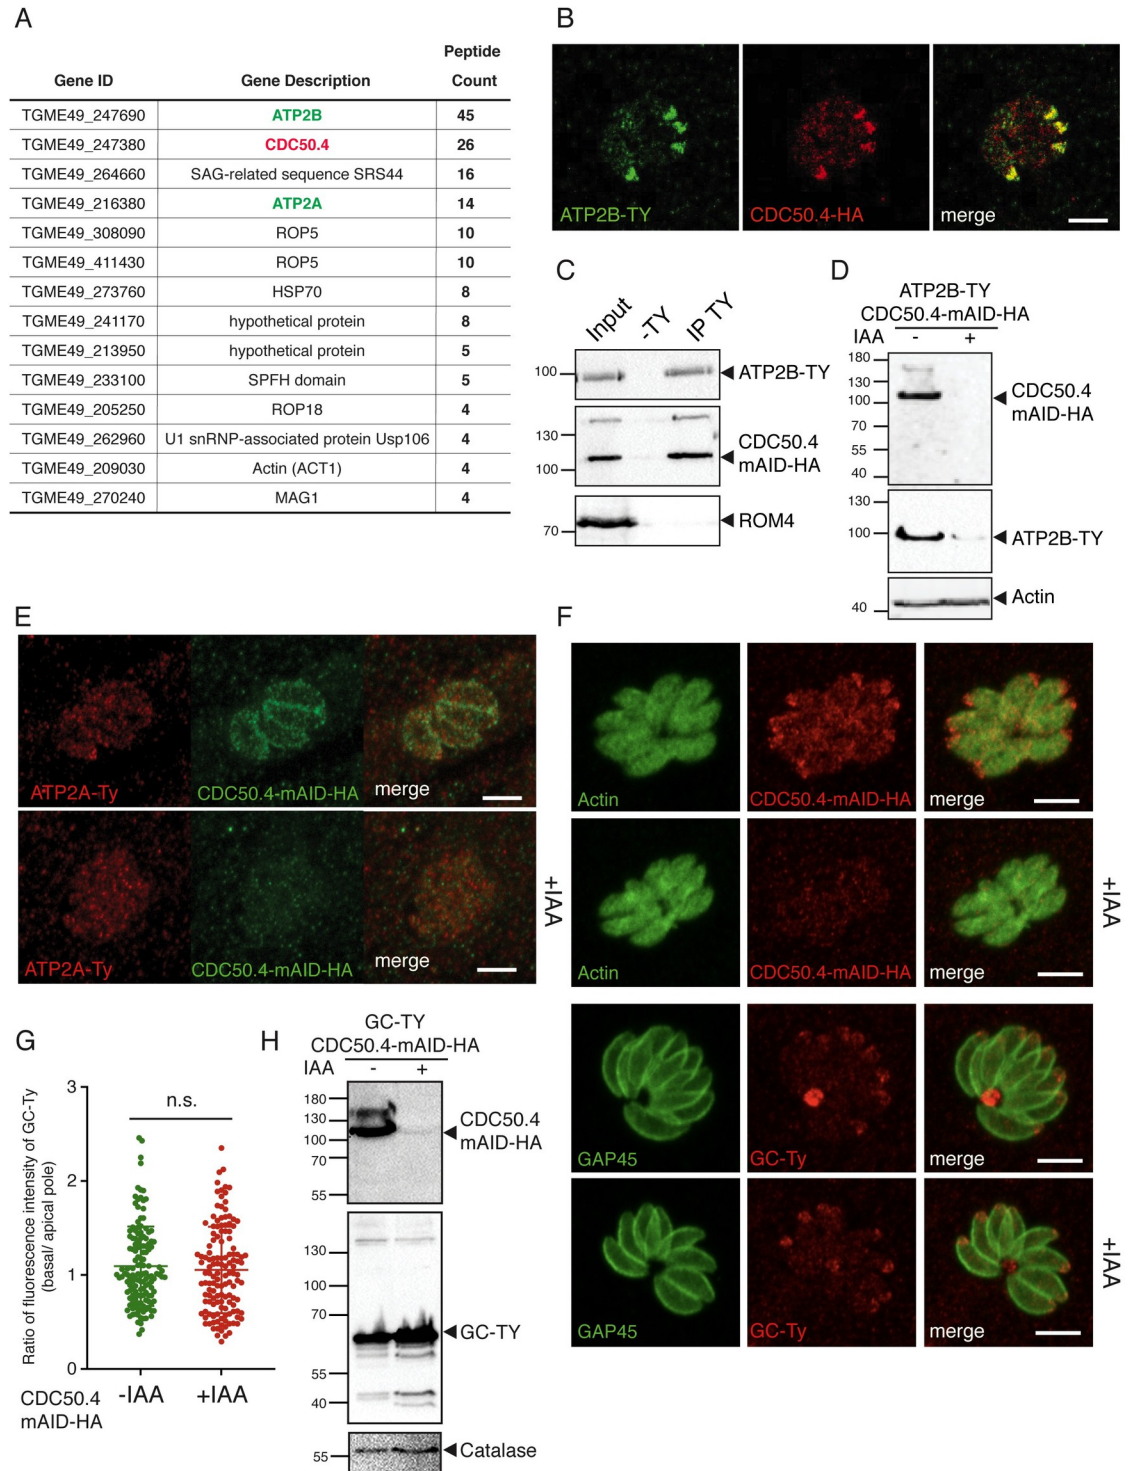 A
Peptide
Gene ID Gene Description Count
TGME49_247690 ATP2B 45
TGME49_247380 CDC50.4 26
TGME49_264660 SAG-related sequence SRS44 16
TGME49_216380 ATP2A 14
TGME49_308090 ROP5 10
TGME49_411430 ROP5 10
TGME49_273760 HSP70 8
TGME49_241170 hypothetical protein 8
TGME49_213950 hypothetical protein 5
TGME49_233100 SPFH domain 5
TGME49_205250 ROP18 4
TGME49_262960 U1 snRNP-associated protein Usp106 4
TGME49_209030 Actin (ACT1) 4
TGME49_270240 MAG1 4
B
ATP2B-TY CDC50.4-HA merge
C
Input -TY IP TY
100 ATP2B-TY
130
CDC50.4
mAID-HA
100
70 ROM4
D
ATP2B-TY
CDC50.4-mAID-HA
IAA - +
180
130
100
70
55
40
CDC50.4
mAID-HA
130
100 ATP2B-TY
40 Actin
E
ATP2A-Ty CDC50.4-mAID-HA merge
ATP2A-Ty CDC50.4-mAID-HA merge
+IAA
F
Actin CDC50.4-mAID-HA merge
Actin CDC50.4-mAID-HA merge
+IAA
GAP45 GC-Ty merge
GAP45 GC-Ty merge
+IAA
G
Ratio of fluorescence intensity of GC-Ty
(basal/ apical pole)
3
2
1
0
n.s.
CDC50.4
mAID-HA
-IAA +IAA
H
GC-TY
CDC50.4-mAID-HA
IAA - +
180
130
100
70
55
CDC50.4
mAID-HA
130
100
70
55
40
GC-TY
55 Catalase